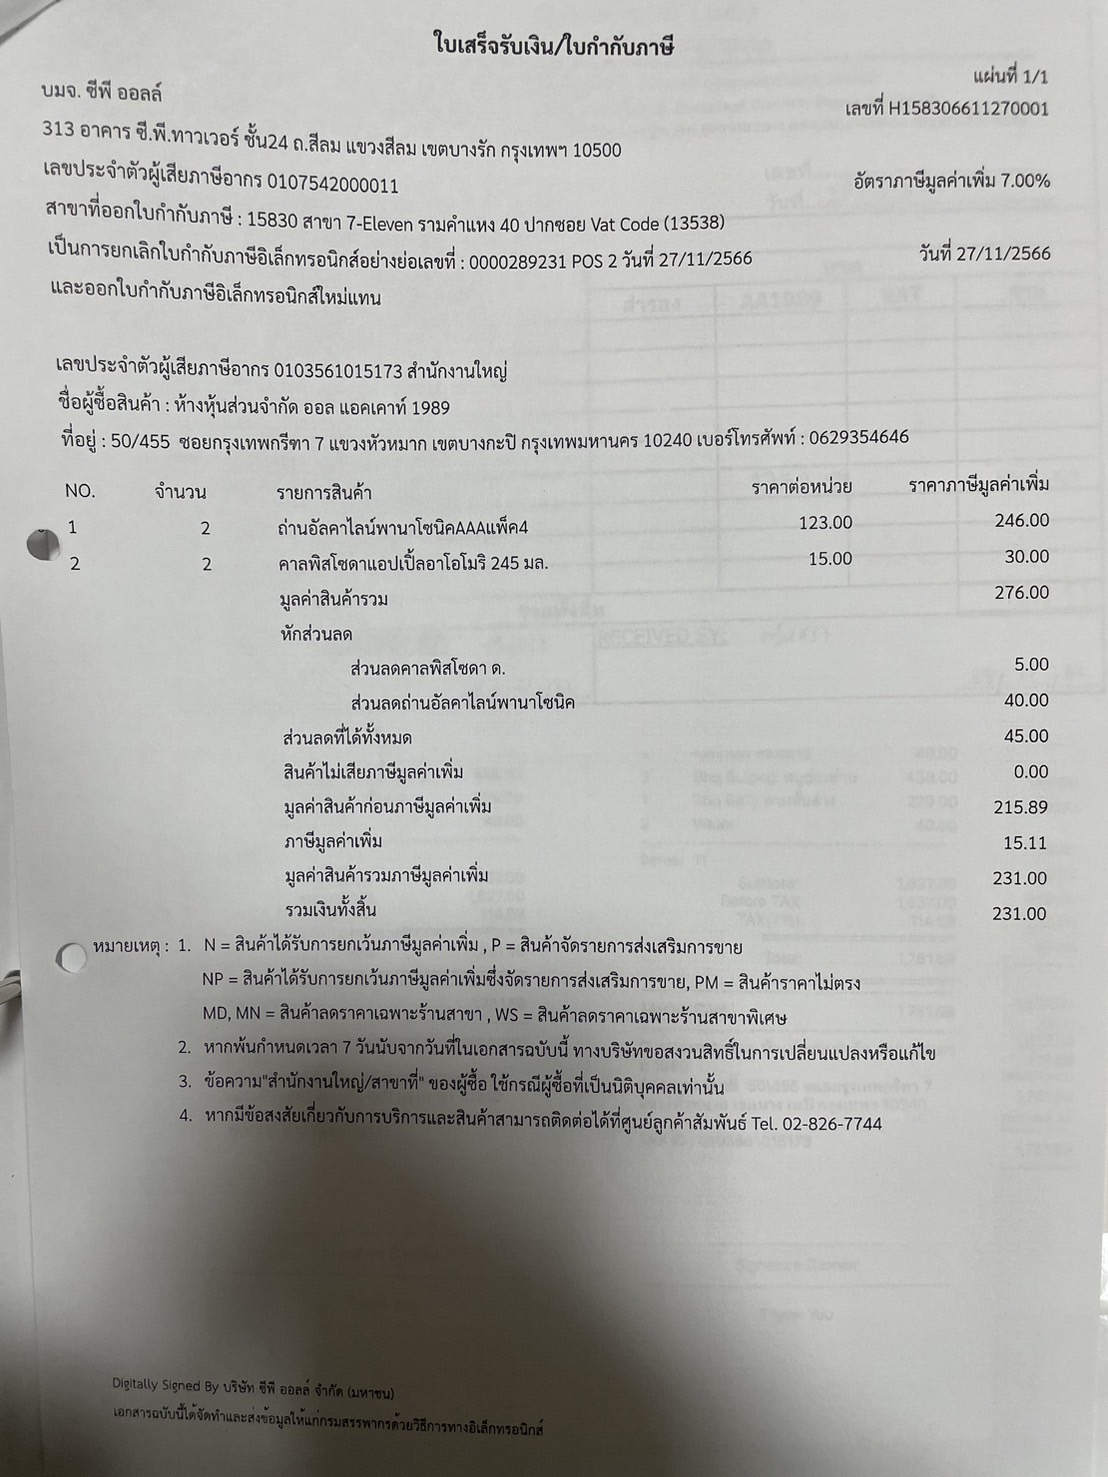 ใบเสร็จรับเงิน/ใบกำกับภาษี
แผ่นที่ 1/1
บมจ. ซีพี ออลล์
เลขที่ H158306611270001
313 อาคาร ซี.พี.ทาวเวอร์ ชั้น24 ถ.สีลม แขวงสีลม เขตบางรัก กรุงเทพฯ 10500
เลขประจำตัวผู้เสียภาษีอากร 0107542000011
อัตราภาษีมูลค่าเพิ่ม 7.00%
สาขาที่ออกใบกำกับภาษี : 15830 สาขา 7-Eleven รามคำแหง 40 ปากซอย Vat Code (13538)
เป็นการยกเลิกใบกำกับภาษีอิเล็กทรอนิกส์อย่างย่อเลขที่ : 0000289231 POS 2 วันที่ 27/11/2566
วันที่ 27/11/2566
และออกใบกำกับภาษีอิเล็กทรอนิกส์ใหม่แทน
เลขประจำตัวผู้เสียภาษีอากร 0103561015173 สำนักงานใหญ่
ชื่อผู้ซื้อสินค้า : ห้างหุ้นส่วนจำกัด ออล แอคเคาท์ 1989
ที่อยู่ : 50/455 ซอยกรุงเทพกรีฑา 7 แขวงหัวหมาก เขตบางกะปิ กรุงเทพมหานคร 10240 เบอร์โทรศัพท์ : 0629354646
NO. จำนวน รายการสินค้า ราคาต่อหน่วย ราคาภาษีมูลค่าเพิ่ม
1 2 ถ่านอัลคาไลน์พานาโซนิคAAAแพ็ค4 123.00 246.00
2 2 คาลพิสโซดาแอปเปิ้ลอาโอโมริ 245 มล. 15.00 30.00
มูลค่าสินค้ารวม 276.00
หักส่วนลด
ส่วนลดคาลพิสโซดา ด. 5.00
ส่วนลดถ่านอัลคาไลน์พานาโซนิค 40.00
ส่วนลดที่ได้ทั้งหมด 45.00
สินค้าไม่เสียภาษีมูลค่าเพิ่ม 0.00
มูลค่าสินค้าก่อนภาษีมูลค่าเพิ่ม 215.89
ภาษีมูลค่าเพิ่ม 15.11
มูลค่าสินค้ารวมภาษีมูลค่าเพิ่ม 231.00
รวมเงินทั้งสิ้น 231.00
หมายเหตุ : 1. N = สินค้าได้รับการยกเว้นภาษีมูลค่าเพิ่ม , P = สินค้าจัดรายการส่งเสริมการขาย
NP = สินค้าได้รับการยกเว้นภาษีมูลค่าเพิ่มซึ่งจัดรายการส่งเสริมการขาย, PM = สินค้าราคาไม่ตรง
MD, MN = สินค้าลดราคาเฉพาะร้านสาขา , WS = สินค้าลดราคาเฉพาะร้านสาขาพิเศษ
2. หากพ้นกำหนดเวลา 7 วันนับจากวันที่ในเอกสารฉบับนี้ ทางบริษัทขอสงวนสิทธิ์ในการเปลี่ยนแปลงหรือแก้ไข
3. ข้อความ"สำนักงานใหญ่/สาขาที่" ของผู้ซื้อ ใช้กรณีผู้ซื้อที่เป็นนิติบุคคลเท่านั้น
4. หากมีข้อสงสัยเกี่ยวกับการบริการและสินค้าสามารถติดต่อได้ที่ศูนย์ลูกค้าสัมพันธ์ Tel. 02-826-7744
Digitally Signed By บริษัท ซีพี ออลล์ จำกัด (มหาชน)
เอกสารฉบับนี้ได้จัดทำและส่งข้อมูลให้แก่กรมสรรพากรด้วยวิธีการทางอิเล็กทรอนิกส์